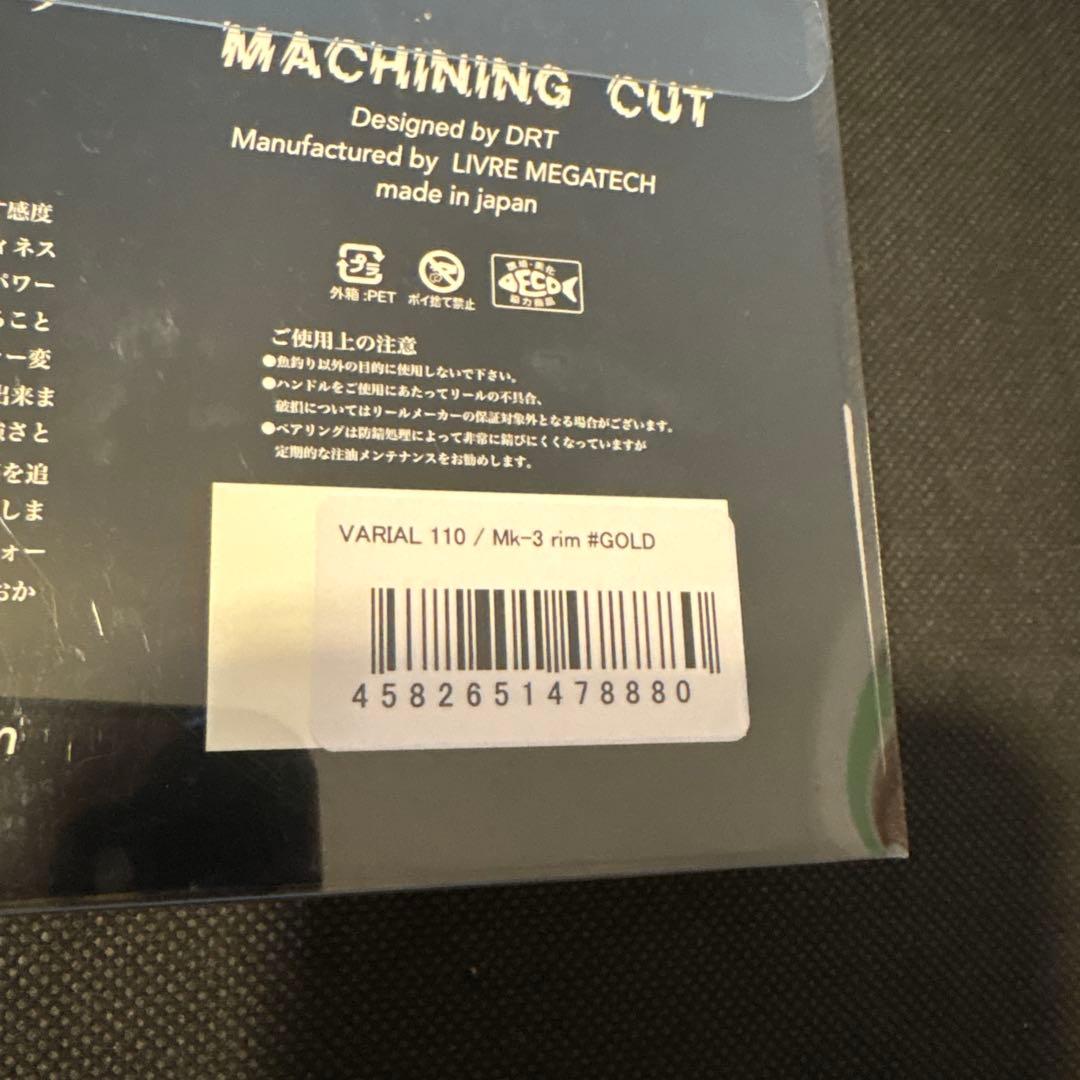 MACHINING CUT
Designed by DRT
Manufactured by LIVRE MEGATECH
made in japan
感度
ィネス
パワー
ること
ー変
出来ま
さと
を追
しま
ォー
おか
プラ
外箱:PET
ポイ捨て禁止
環境・美化
ECO
協力商品
ご使用上の注意
●魚釣り以外の目的に使用しないで下さい。
●ハンドルをご使用にあたってリールの不具合、
破損についてはリールメーカーの保証対象外となる場合がございます。
●ベアリングは防錆処理によって非常に錆びにくくなっていますが
定期的な注油メンテナンスをお勧めします。
VARIAL 110 / Mk-3 rim #GOLD
4582651478880